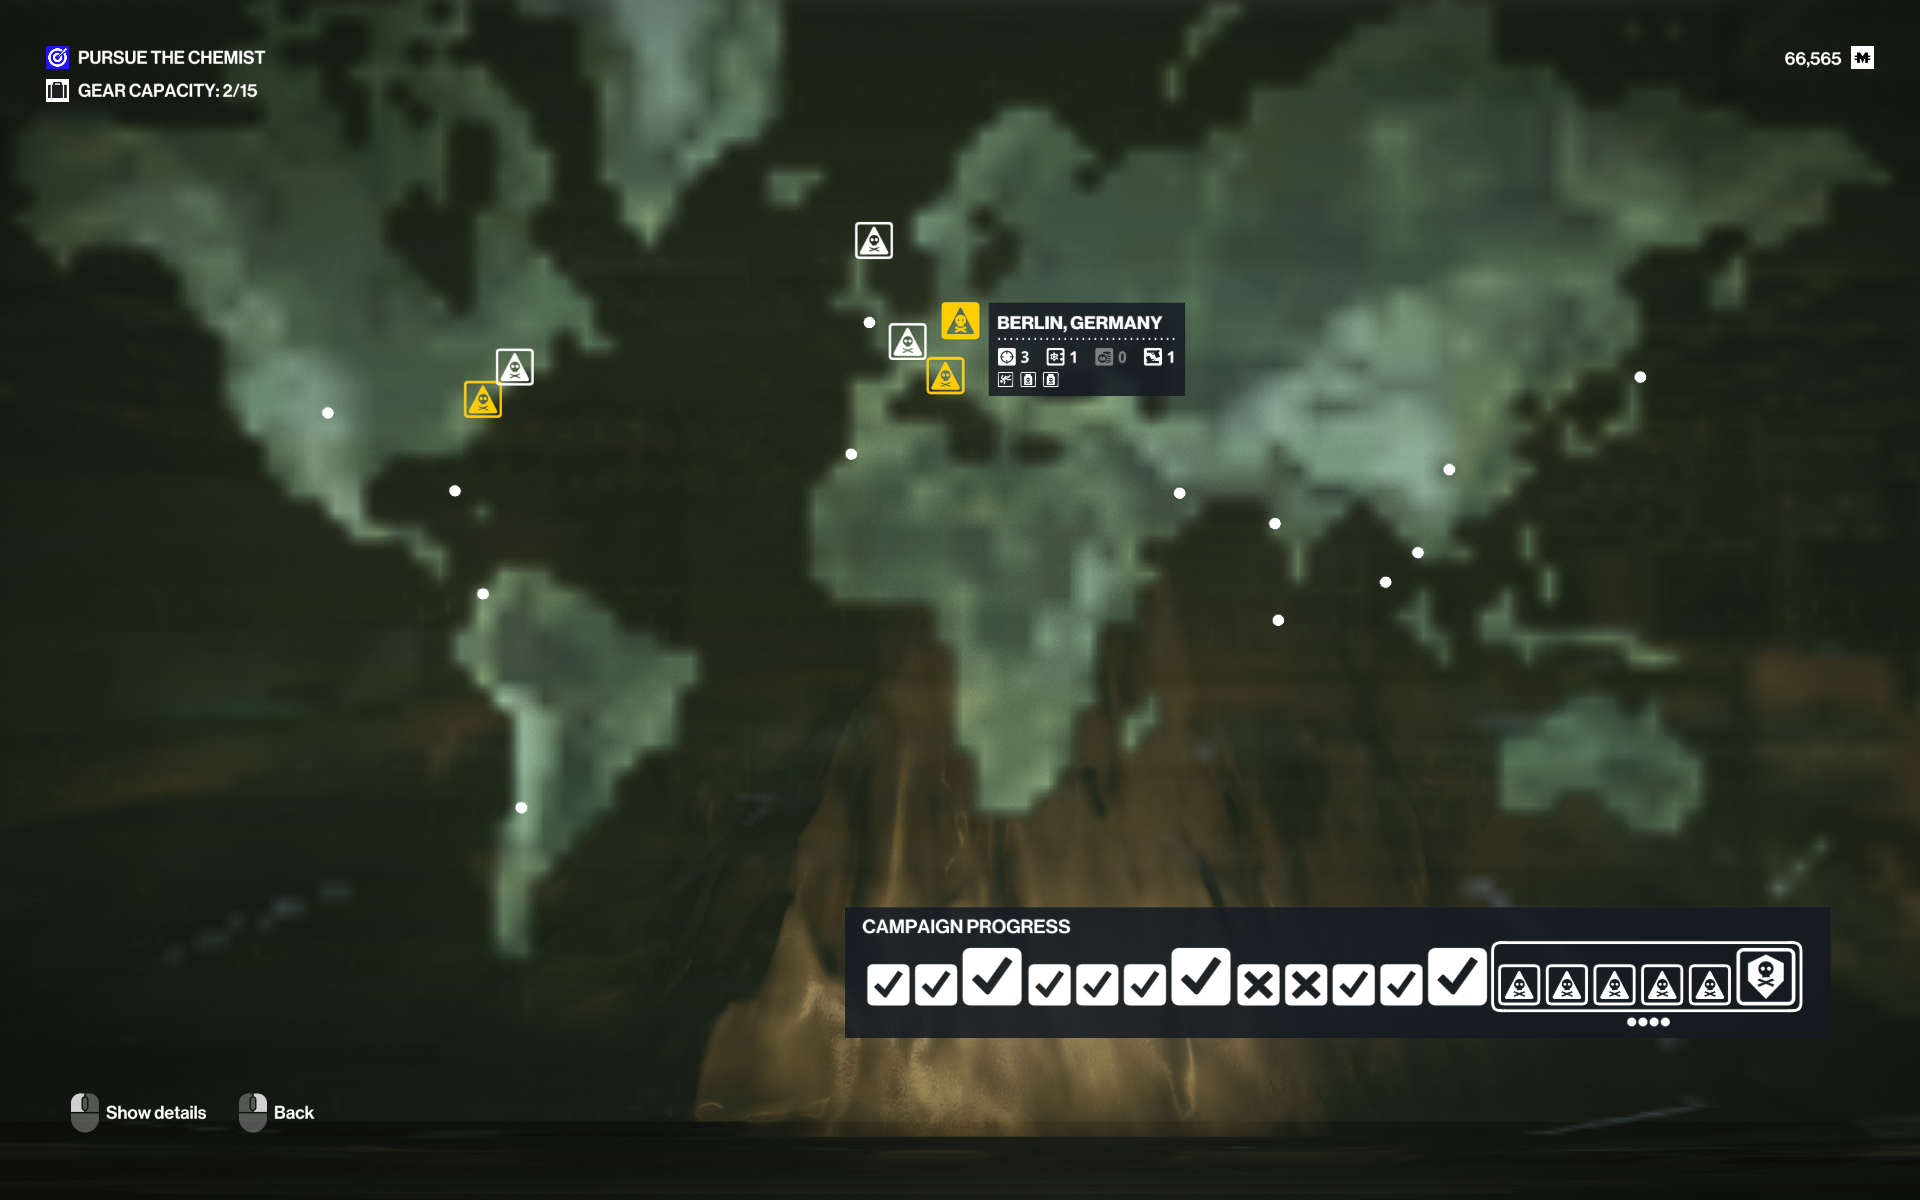 PURSUE THE CHEMIST
GEAR CAPACITY: 2/15
66,565
BERLIN, GERMANY
3 1 0 1
CAMPAIGN PROGRESS
Show details
Back